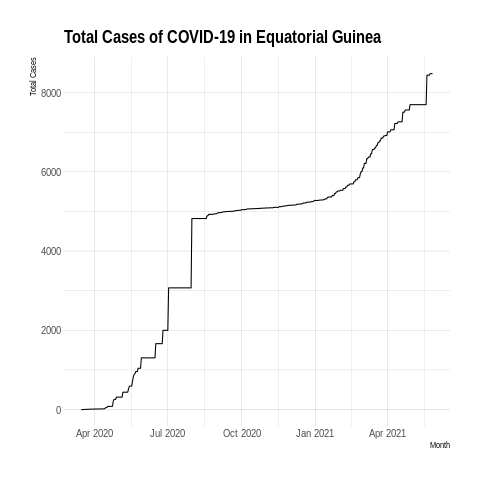 Total Cases of COVID-19 in Equatorial Guinea
Total Cases
8000
6000
4000
2000
0
Apr 2020 Jul 2020 Oct 2020 Jan 2021 Apr 2021
Month